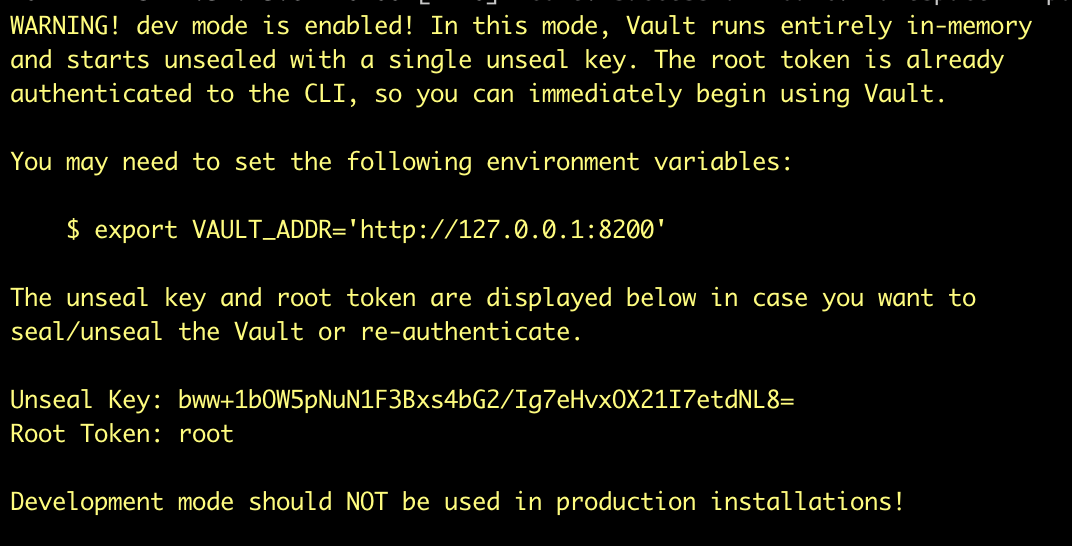 WARNING! dev mode is enabled! In this mode, Vault runs entirely in-memory
and starts unsealed with a single unseal key. The root token is already
authenticated to the CLI, so you can immediately begin using Vault.
You may need to set the following environment variables:
$ export VAULT_ADDR='http://127.0.0.1:8200'
The unseal key and root token are displayed below in case you want to
seal/unseal the Vault or re-authenticate.
Unseal Key: bww+1bOW5pNuN1F3Bxs4bG2/Ig7eHvxOX21I7etdNL8=
Root Token: root
Development mode should NOT be used in production installations!